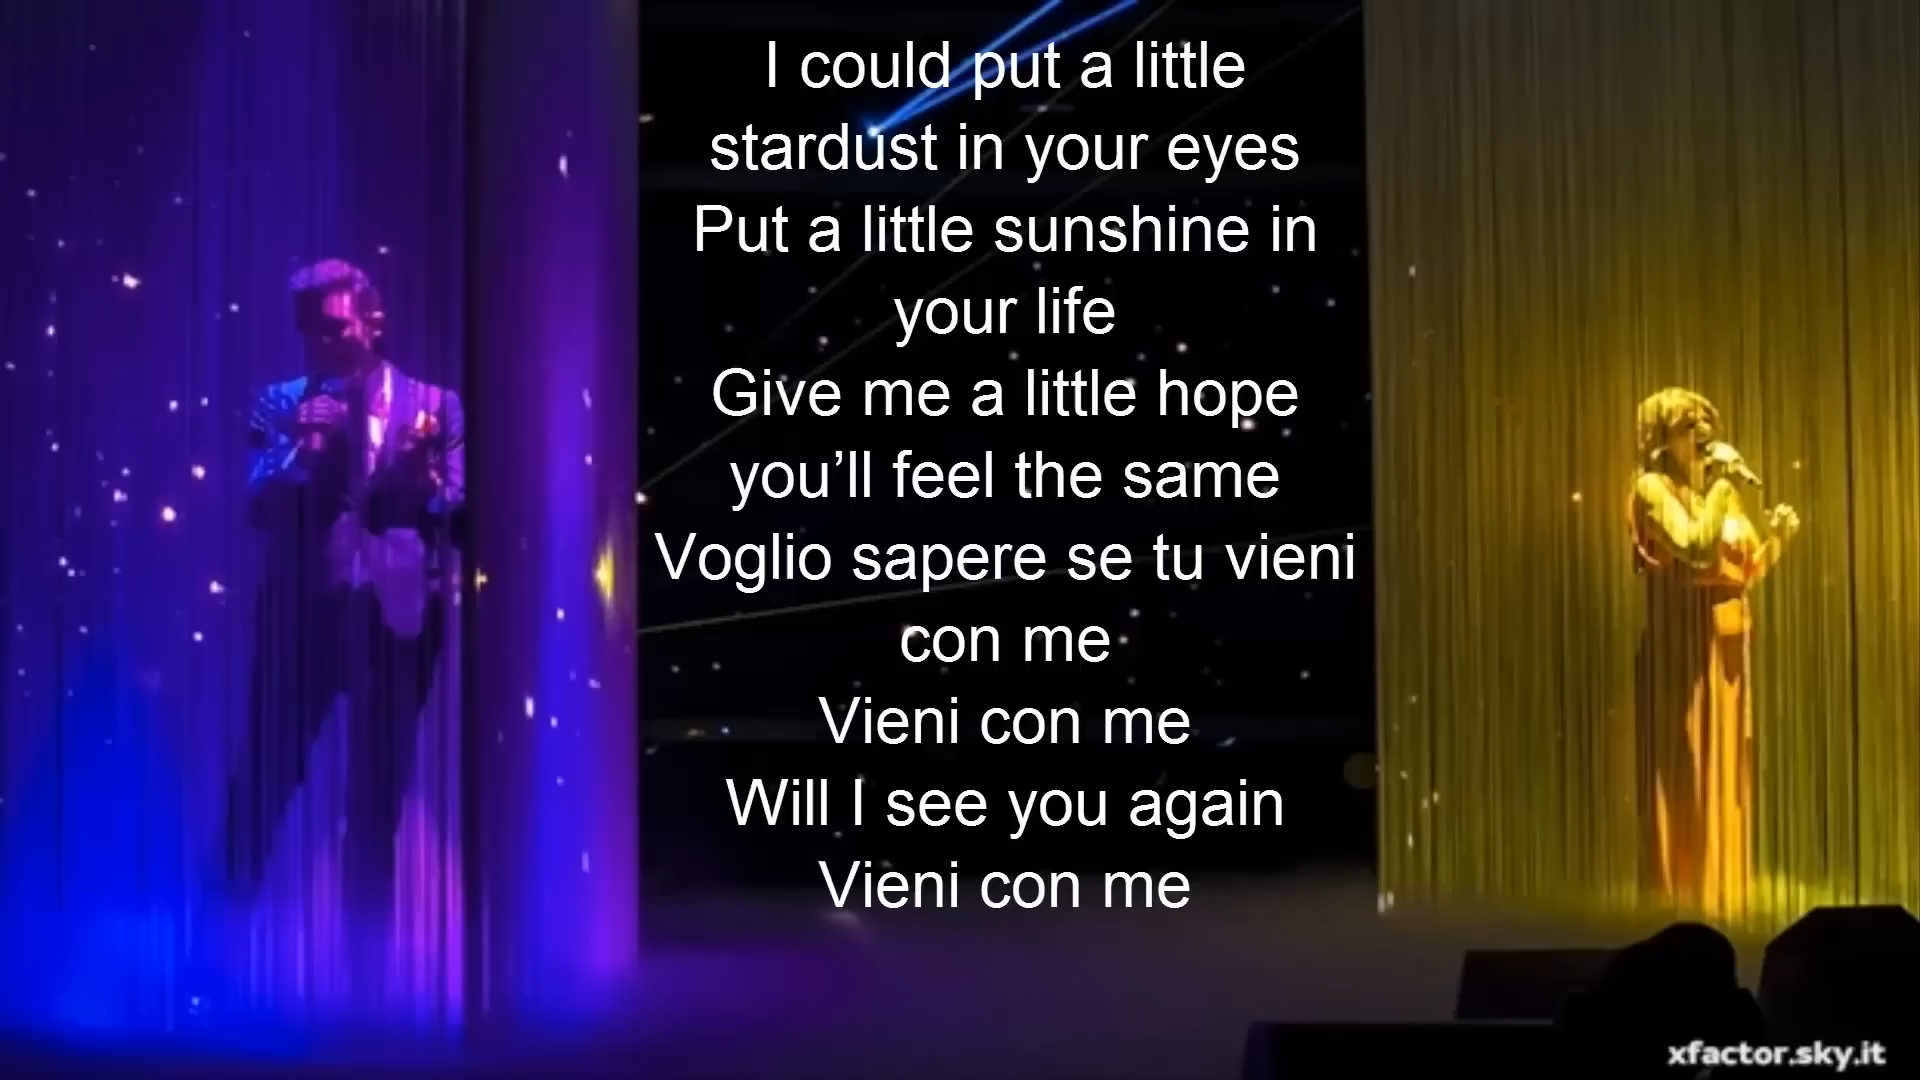 I could put a little
stardust in your eyes
Put a little sunshine in
your life
Give me a little hope
you’ll feel the same
Voglio sapere se tu vieni
con me
Vieni con me
Will I see you again
Vieni con me
xfactor.sky.it